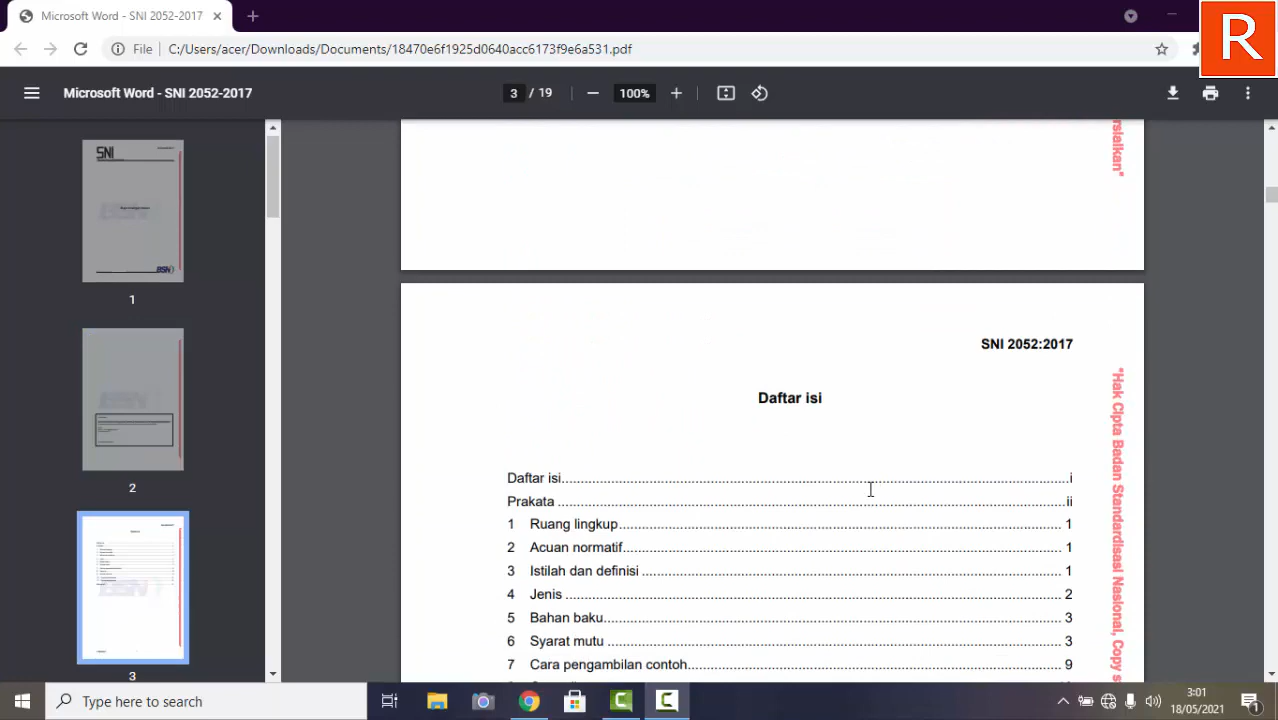 Microsoft Word - SNI 2052-2017
R
File
C:/Users/acer/Downloads/Documents/18470e6f1925d0640acc6173f9e6a531.pdf
Microsoft Word - SNI 2052-2017
3 / 19
100%
SNI
BSN
1
2
3
rsialkan"
SNI 2052:2017
Daftar isi
Daftar isi i
Prakata ii
1 Ruang lingkup 1
2 Acuan normatif 1
3 Istilah dan definisi 1
4 Jenis 2
5 Bahan baku 3
6 Syarat mutu 3
7 Cara pengambilan contoh 9
"Hak Cipta Badan Standardisasi Nasional, Copy s
Type here to search
3:01
18/05/2021
1